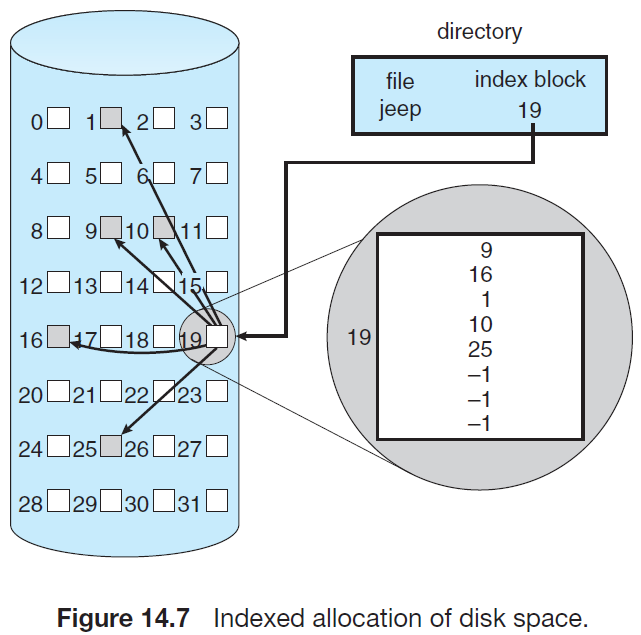 directory
file index block
jeep 19
0 1 2 3
4 5 6 7
8 9 10 11
12 13 14 15
16 17 18 19
20 21 22 23
24 25 26 27
28 29 30 31
19
9
16
1
10
25
–1
–1
–1
Figure 14.7 Indexed allocation of disk space.